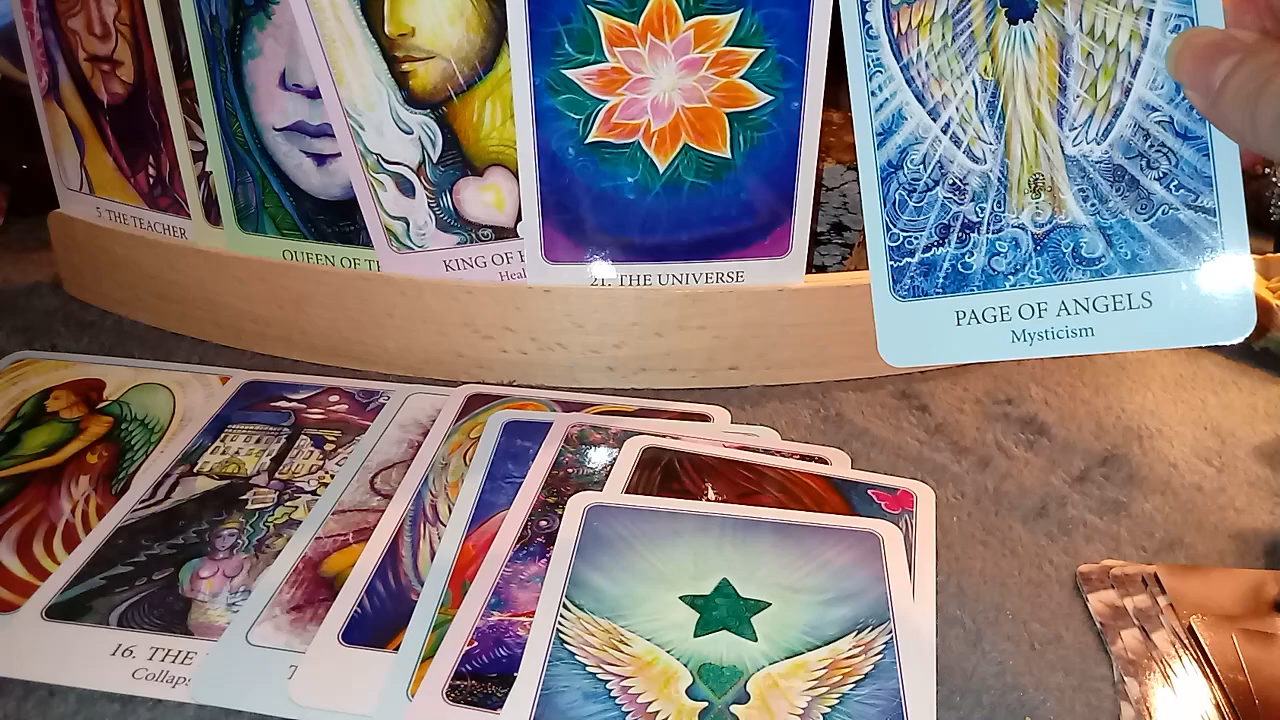 5 THE TEACHER
QUEEN OF
KING OF
Heal
21. THE UNIVERSE
PAGE OF ANGELS
Mysticism
16. THE
Collaps
T